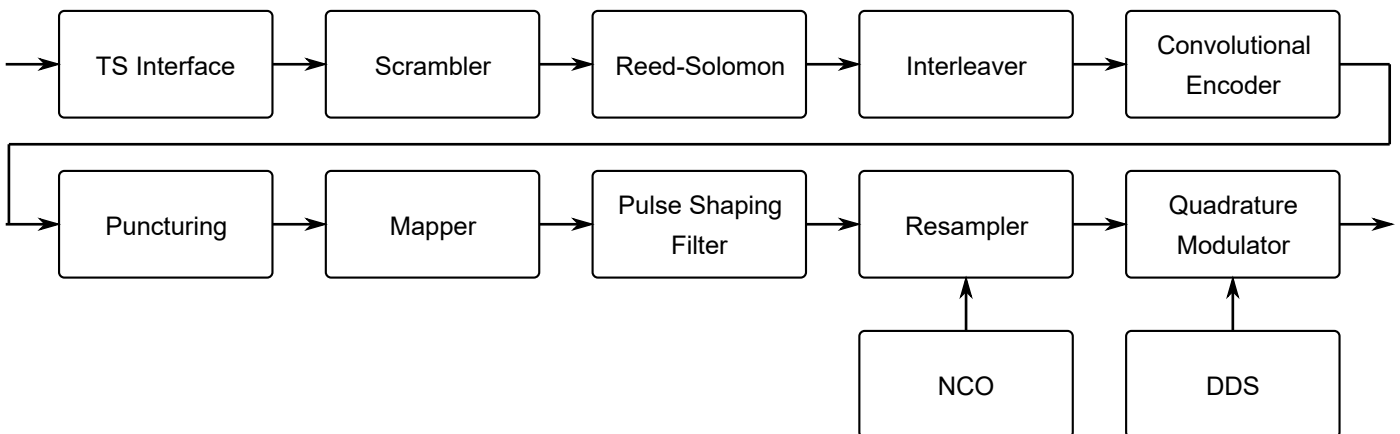 TS Interface
Scrambler
Reed-Solomon
Interleaver
Convolutional
Encoder
Puncturing
Mapper
Pulse Shaping
Filter
Resampler
Quadrature
Modulator
NCO
DDS